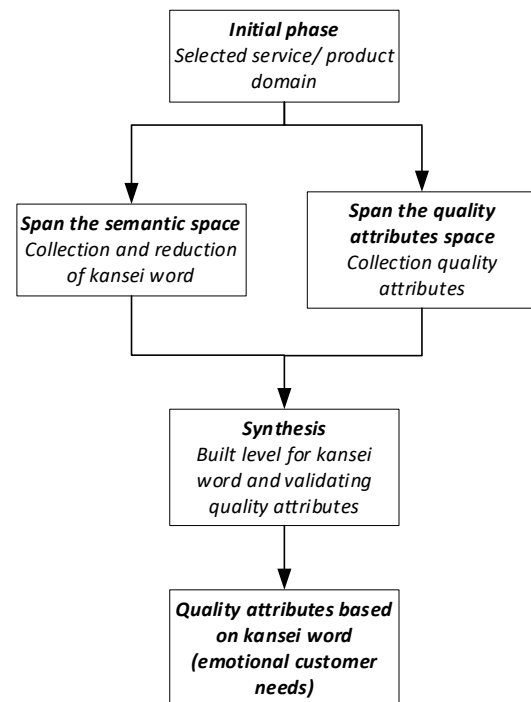 Initial phase
Selected service/ product
domain
Span the semantic space
Collection and reduction
of kansei word
Span the quality
attributes space
Collection quality
attributes
Synthesis
Built level for kansei
word and validating
quality attributes
Quality attributes based
on kansei word
(emotional customer
needs)